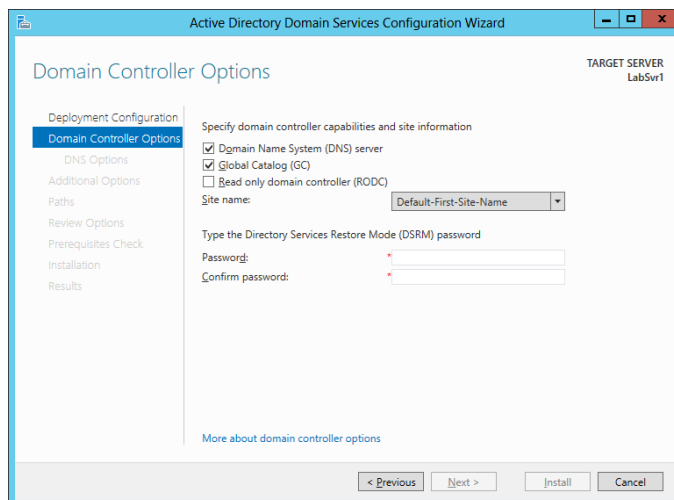 Active Directory Domain Services Configuration Wizard
Domain Controller Options
TARGET SERVER
LabSvr1
Deployment Configuration
Domain Controller Options
DNS Options
Additional Options
Paths
Review Options
Prerequisites Check
Installation
Results
Specify domain controller capabilities and site information
Domain Name System (DNS) server
Global Catalog (GC)
Read only domain controller (RODC)
Site name: Default-First-Site-Name
Type the Directory Services Restore Mode (DSRM) password
Password: *
Confirm password: *
More about domain controller options
< Previous Next > Install Cancel